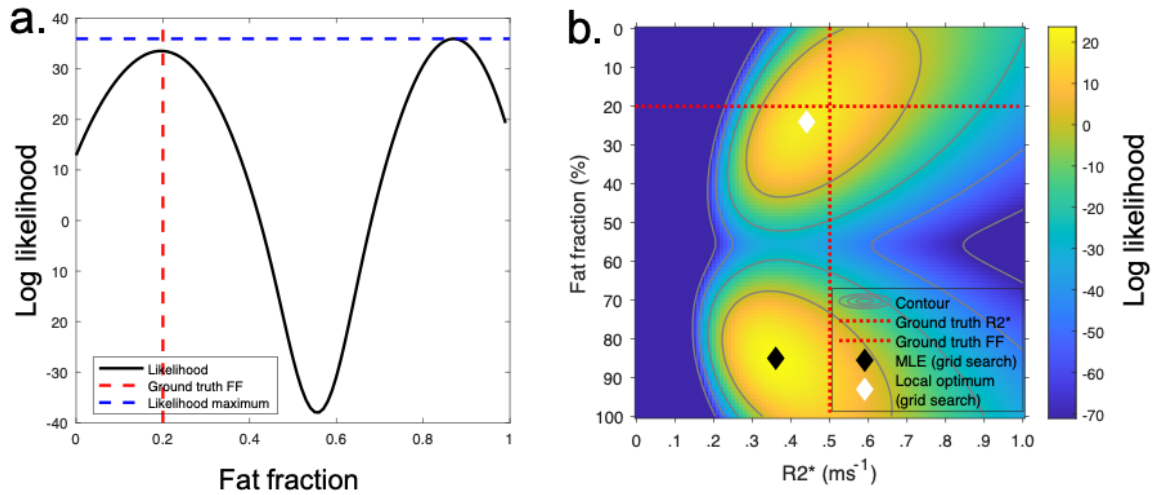 a.
40
30
20
10
0
10
20
-30
-40
Log likelihood
0
0.2
0.4
0.6
0.8
1
Fat fraction
Likelihood
Ground truth FF
Likelihood maximum
b.
0
10
20
30
40
50
60
70
80
90
100
Fat fraction (%)
0
.1
.2
.3
.4
.5
.6
.7
.8
.9
1.0
R2* (ms⁻¹)
Contour
Ground truth R2*
Ground truth FF
MLE (grid search)
Local optimum
(grid search)
20
10
0
-10
-20
-30
-40
-50
-60
-70
Log likelihood